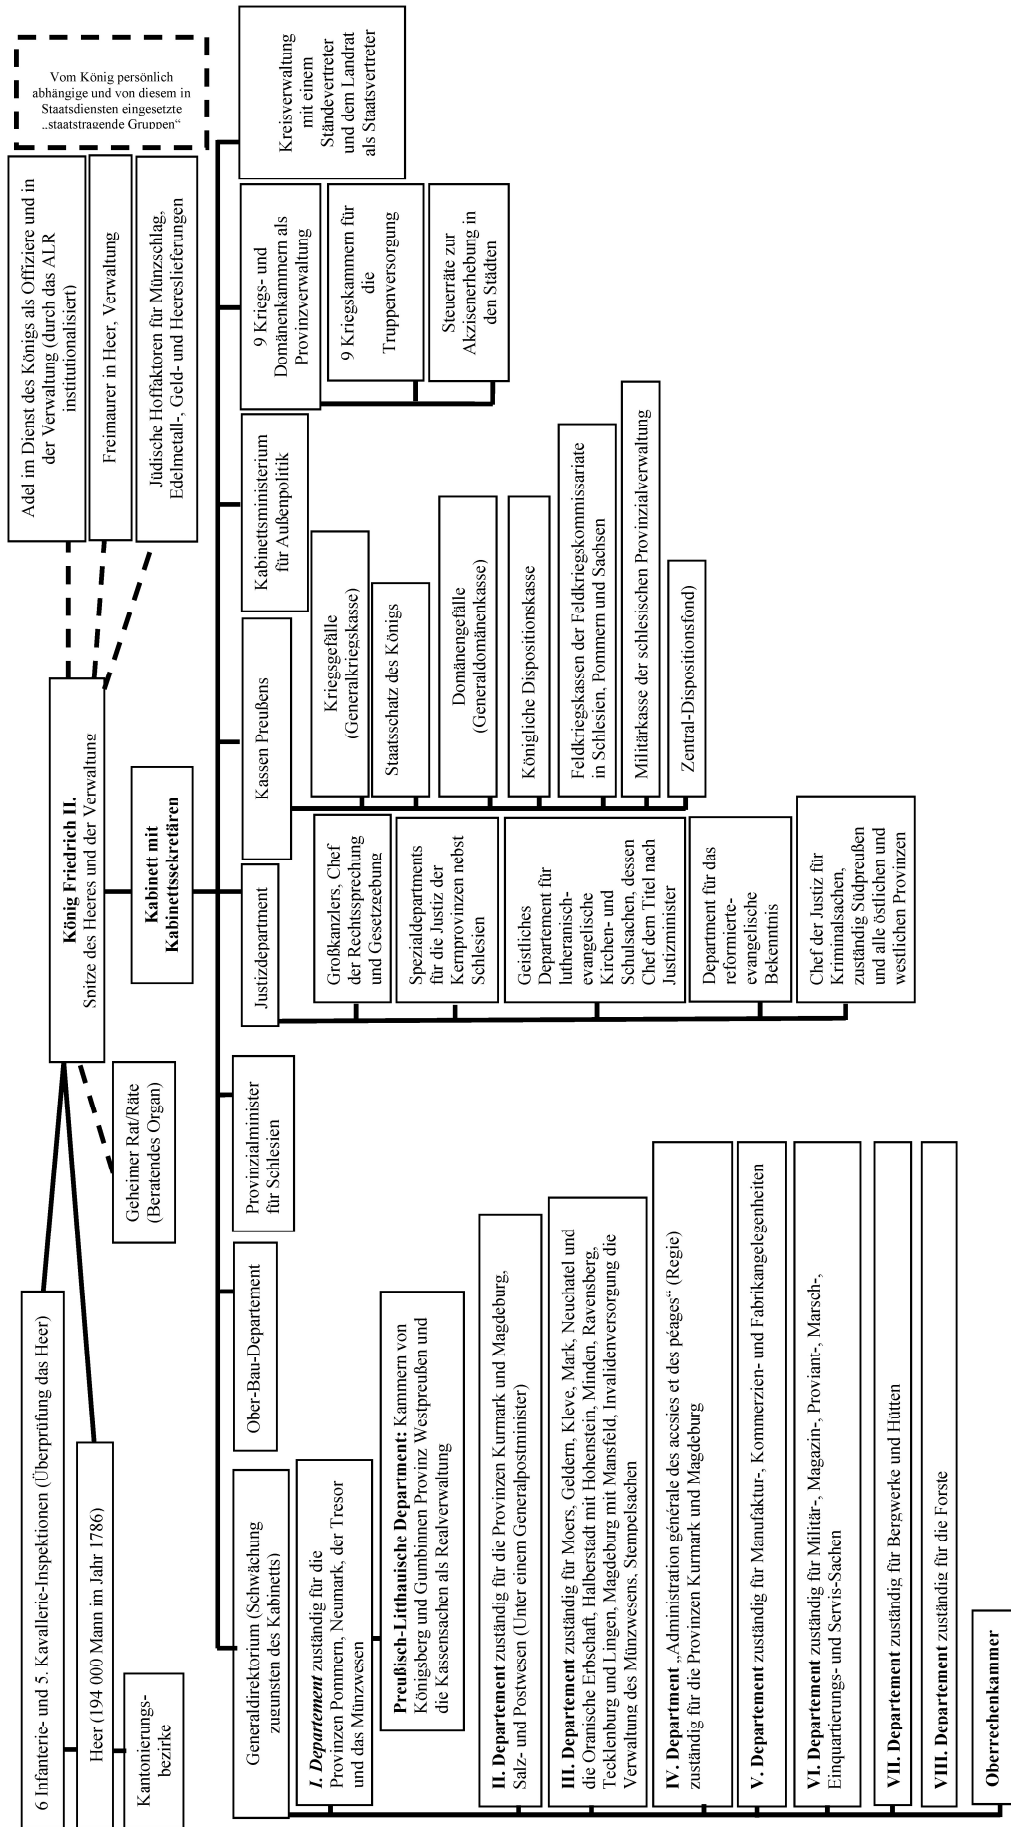 Vom König persönlich
abhängige und von diesem in
Staatsdiensten eingesetzte
„staatstragende Gruppen“
Adel im Dienst des Königs als Offiziere und in
der Verwaltung (durch das ALR
institutionalisiert)
Freimaurer in Heer, Verwaltung
Jüdische Hoffaktoren für Münzschlag,
Edelmetall-, Geld- und Heereslieferungen
König Friedrich II.
Spitze des Heeres und der Verwaltung
Kabinett mit
Kabinettssekretären
Geheimer Rat/Räte
(Beratendes Organ)
6 Infanterie- und 5. Kavallerie-Inspektionen (Überprüfung das Heer)
Heer (194 000 Mann im Jahr 1786)
Kantonierungs-
bezirke
Generaldirektorium (Schwächung
zugunsten des Kabinetts)
I. Departement zuständig für die
Provinzen Pommern, Neumark, der Tresor
und das Münzwesen
Preußisch-Litthauische Department: Kammern von
Königsberg und Gumbinnen Provinz Westpreußen und
die Kassensachen als Realverwaltung
II. Departement zuständig für die Provinzen Kurmark und Magdeburg,
Salz- und Postwesen (Unter einem Generalpostminister)
III. Departement zuständig für Moers, Geldern, Kleve, Mark, Neuchatel und
die Oranische Erbschaft, Halberstadt mit Hohenstein, Minden, Ravensberg,
Tecklenburg und Lingen, Magdeburg mit Mansfeld, Invalidenversorgung die
Verwaltung des Münzwesens, Stempelsachen
IV. Departement „Administration générale des accsies et des péages“ (Regie)
zuständig für die Provinzen Kurmark und Magdeburg
V. Departement zuständig für Manufaktur-, Kommerzien- und Fabrikangelegenheiten
VI. Departement zuständig für Militär-, Magazin-, Proviant-, Marsch-,
Einquartierungs- und Servis-Sachen
VII. Departement zuständig für Bergwerke und Hütten
VIII. Departement zuständig für die Forste
Oberrechenkammer
Ober-Bau-Departement
Provinzialminister
für Schlesien
Justizdepartment
Großkanzlers, Chef
der Rechtssprechung
und Gesetzgebung
Spezialdepartments
für die Justiz der
Kernprovinzen nebst
Schlesien
Geistliches
Departement für
lutheranisch-
evangelische
Kirchen- und
Schulsachen, dessen
Chef dem Titel nach
Justizminister
Department für das
reformierte-
evangelische
Bekenntnis
Chef der Justiz für
Kriminalsachen,
zuständig Südpreußen
und alle östlichen und
westlichen Provinzen
Kassen Preußens
Kriegsgefälle
(Generalkriegskasse)
Staatsschatz des Königs
Domänengefälle
(Generaldomänenkasse)
Königliche Dispositionskasse
Feldkriegskassen der Feldkriegskommissariate
in Schlesien, Pommern und Sachsen
Militärkasse der schlesischen Provinzialverwaltung
Zentral-Dispositionsfond)
Kabinettsministerium
für Außenpolitik
9 Kriegs- und
Domänenkammern als
Provinzverwaltung
9 Kriegskammern für
die
Truppenversorgung
Steuerräte zur
Akzisenerhebung in
den Städten
Kreisverwaltung
mit einem
Ständevertreter
und dem Landrat
als Staatsvertreter